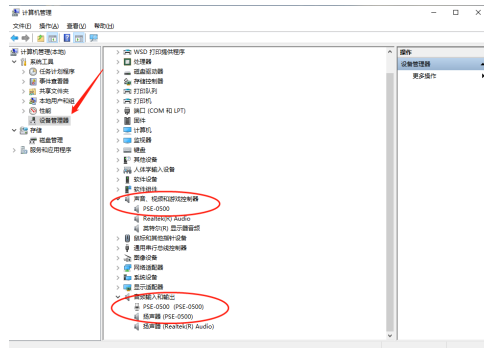 计算机管理
文件(F) 操作(A) 查看(V) 帮助(H)
计算机管理(本地)
系统工具
任务计划程序
事件查看器
共享文件夹
本地用户和组
性能
设备管理器
存储
磁盘管理
服务和应用程序
WSD 打印提供程序
处理器
磁盘驱动器
存储控制器
打印队列
打印机
端口 (COM 和 LPT)
固件
计算机
监视器
键盘
其他设备
人体学输入设备
软件设备
软件组件
声音、视频和游戏控制器
PSE-0500
Realtek(R) Audio
英特尔(R) 显示器音频
鼠标和其他指针设备
通用串行总线控制器
图像设备
网络适配器
系统设备
显示适配器
音频输入和输出
PSE-0500 (PSE-0500)
扬声器 (PSE-0500)
扬声器 (Realtek(R) Audio)
操作
设备管理器
更多操作